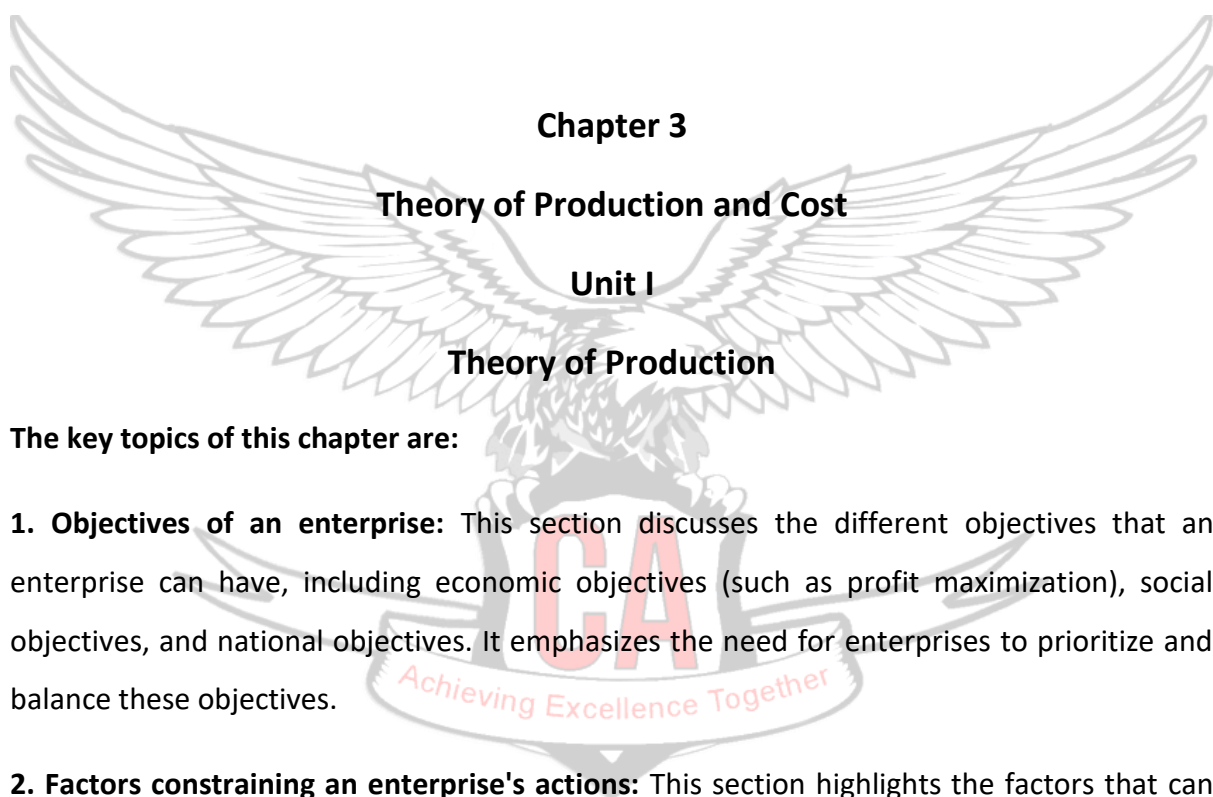 Chapter 3
Theory of Production and Cost
Unit I
Theory of Production
The key topics of this chapter are:
1. Objectives of an enterprise: This section discusses the different objectives that an
enterprise can have, including economic objectives (such as profit maximization), social
objectives, and national objectives. It emphasizes the need for enterprises to prioritize and
balance these objectives.
CA
Achieving Excellence Together
2. Factors constraining an enterprise's actions: This section highlights the factors that can